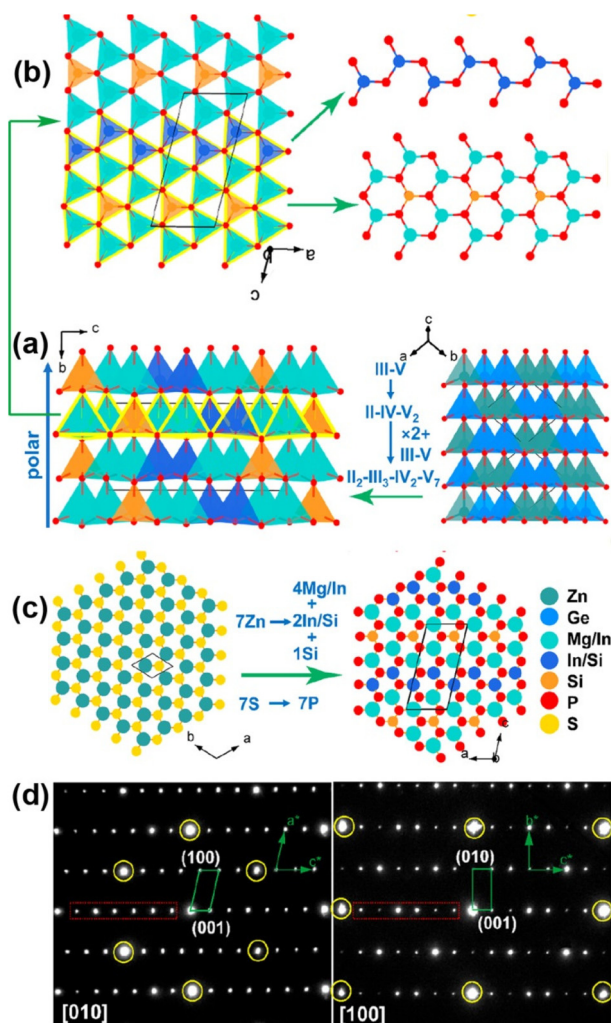 (b)
a
b
c
(a)
c
b
polar
III-V
II-IV-V₂
×2+
III-V
II₂-III₃-IV₂-V₇
c
a
b
(c)
7Zn
4Mg/In
+
2In/Si
+
1Si
7S
7P
b
a
c
a
b
Zn
Ge
Mg/In
In/Si
Si
P
S
(d)
a*
c*
(100)
(001)
[010]
b*
c*
(010)
(001)
[100]